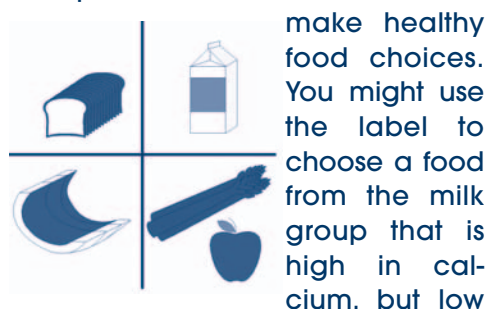 make healthy
food choices.
You might use
the label to
choose a food
from the milk
group that is
high in cal-
cium, but low